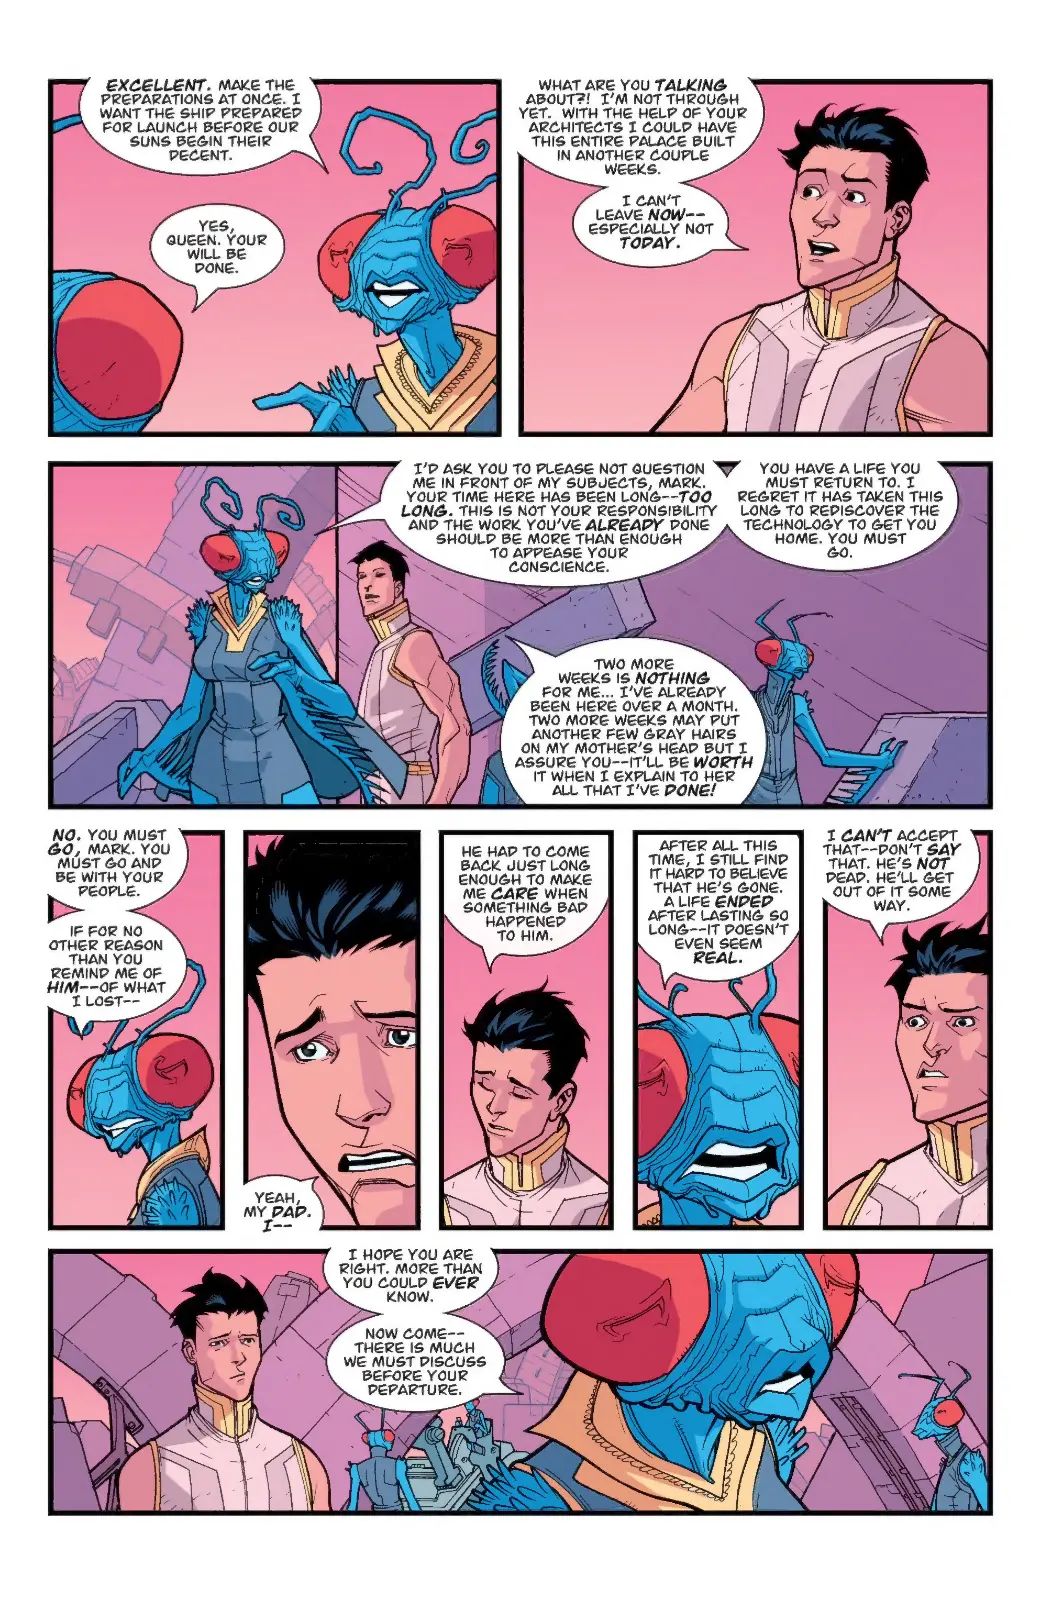 EXCELLENT. MAKE THE
PREPARATIONS AT ONCE. I
WANT THE SHIP PREPARED
FOR LAUNCH BEFORE OUR
SUNS BEGIN THEIR
DECENT.
YES,
QUEEN. YOUR
WILL BE
DONE.
WHAT ARE YOU TALKING
ABOUT?! I'M NOT THROUGH
YET. WITH THE HELP OF YOUR
ARCHITECTS I COULD HAVE
THIS ENTIRE PALACE BUILT
IN ANOTHER COUPLE
WEEKS.
I CAN'T
LEAVE NOW--
ESPECIALLY NOT
TODAY.
I'D ASK YOU TO PLEASE NOT QUESTION
ME IN FRONT OF MY SUBJECTS, MARK.
YOUR TIME HERE HAS BEEN LONG--TOO
LONG. THIS IS NOT YOUR RESPONSIBILITY
AND THE WORK YOU'VE ALREADY DONE
SHOULD BE MORE THAN ENOUGH
TO APPEASE YOUR
CONSCIENCE.
YOU HAVE A LIFE YOU
MUST RETURN TO. I
REGRET IT HAS TAKEN THIS
LONG TO REDISCOVER THE
TECHNOLOGY TO GET YOU
HOME. YOU MUST
GO.
TWO MORE
WEEKS IS NOTHING
FOR ME... I'VE ALREADY
BEEN HERE OVER A MONTH.
TWO MORE WEEKS MAY PUT
ANOTHER FEW GRAY HAIRS
ON MY MOTHER'S HEAD BUT I
ASSURE YOU--IT'LL BE WORTH
IT WHEN I EXPLAIN TO HER
ALL THAT I'VE DONE!
NO. YOU MUST
GO, MARK. YOU
MUST GO AND
BE WITH YOUR
PEOPLE.
IF FOR NO
OTHER REASON
THAN YOU
REMIND ME OF
HIM--OF WHAT
I LOST--
YEAH,
MY DAD.
I--
HE HAD TO COME
BACK JUST LONG
ENOUGH TO MAKE
ME CARE WHEN
SOMETHING BAD
HAPPENED
TO HIM.
AFTER ALL THIS
TIME, I STILL FIND
IT HARD TO BELIEVE
THAT HE'S GONE.
A LIFE ENDED
AFTER LASTING SO
LONG--IT DOESN'T
EVEN SEEM
REAL.
I CAN'T ACCEPT
THAT--DON'T SAY
THAT. HE'S NOT
DEAD. HE'LL GET
OUT OF IT SOME
WAY.
I HOPE YOU ARE
RIGHT. MORE THAN
YOU COULD EVER
KNOW.
NOW COME--
THERE IS MUCH
WE MUST DISCUSS
BEFORE YOUR
DEPARTURE.